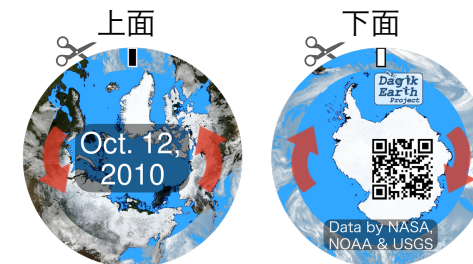 上面
下面
Oct. 12,
2010
Dagik
Earth
Project
Data by NASA,
NOAA & USGS